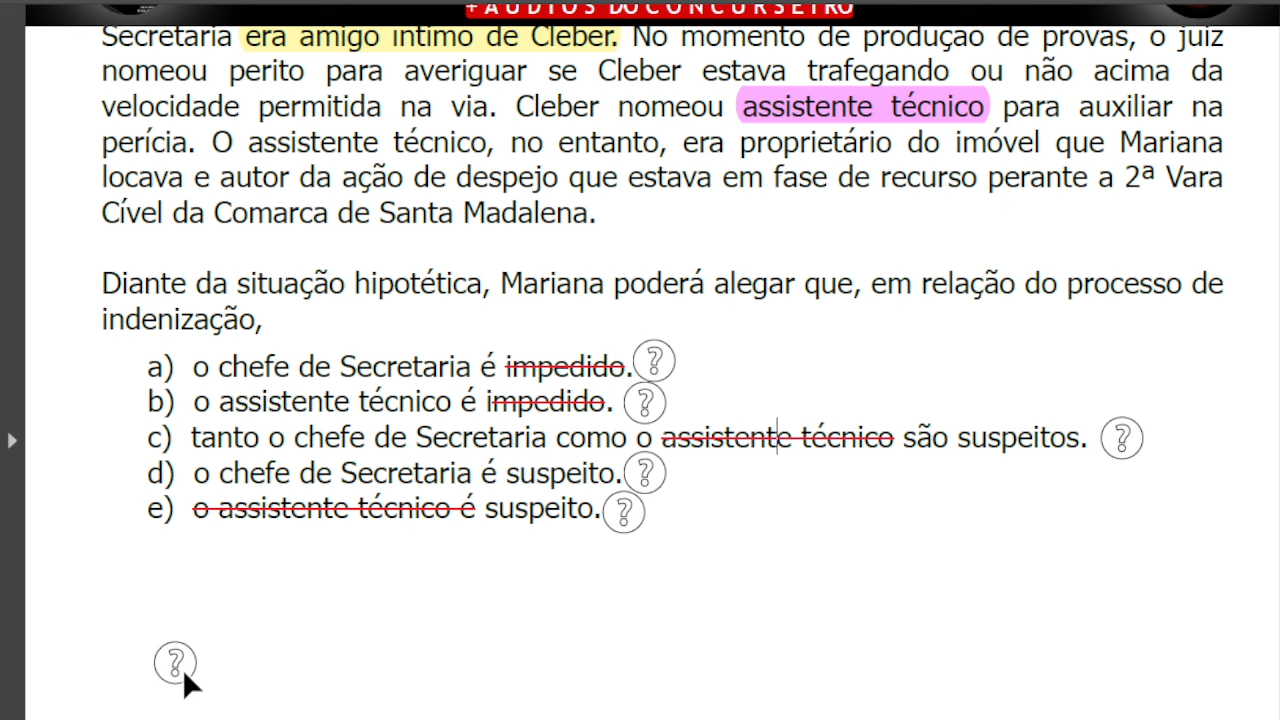 + ÁUDIOS DO CONCURSEIRO
Secretaria era amigo íntimo de Cleber. No momento de produção de provas, o juiz
nomeou perito para averiguar se Cleber estava trafegando ou não acima da
velocidade permitida na via. Cleber nomeou assistente técnico para auxiliar na
perícia. O assistente técnico, no entanto, era proprietário do imóvel que Mariana
locava e autor da ação de despejo que estava em fase de recurso perante a 2ª Vara
Cível da Comarca de Santa Madalena.
Diante da situação hipotética, Mariana poderá alegar que, em relação do processo de
indenização,
a) o chefe de Secretaria é impedido. ?
b) o assistente técnico é impedido. ?
c) tanto o chefe de Secretaria como o assistente técnico são suspeitos. ?
d) o chefe de Secretaria é suspeito. ?
e) o assistente técnico é suspeito. ?
?